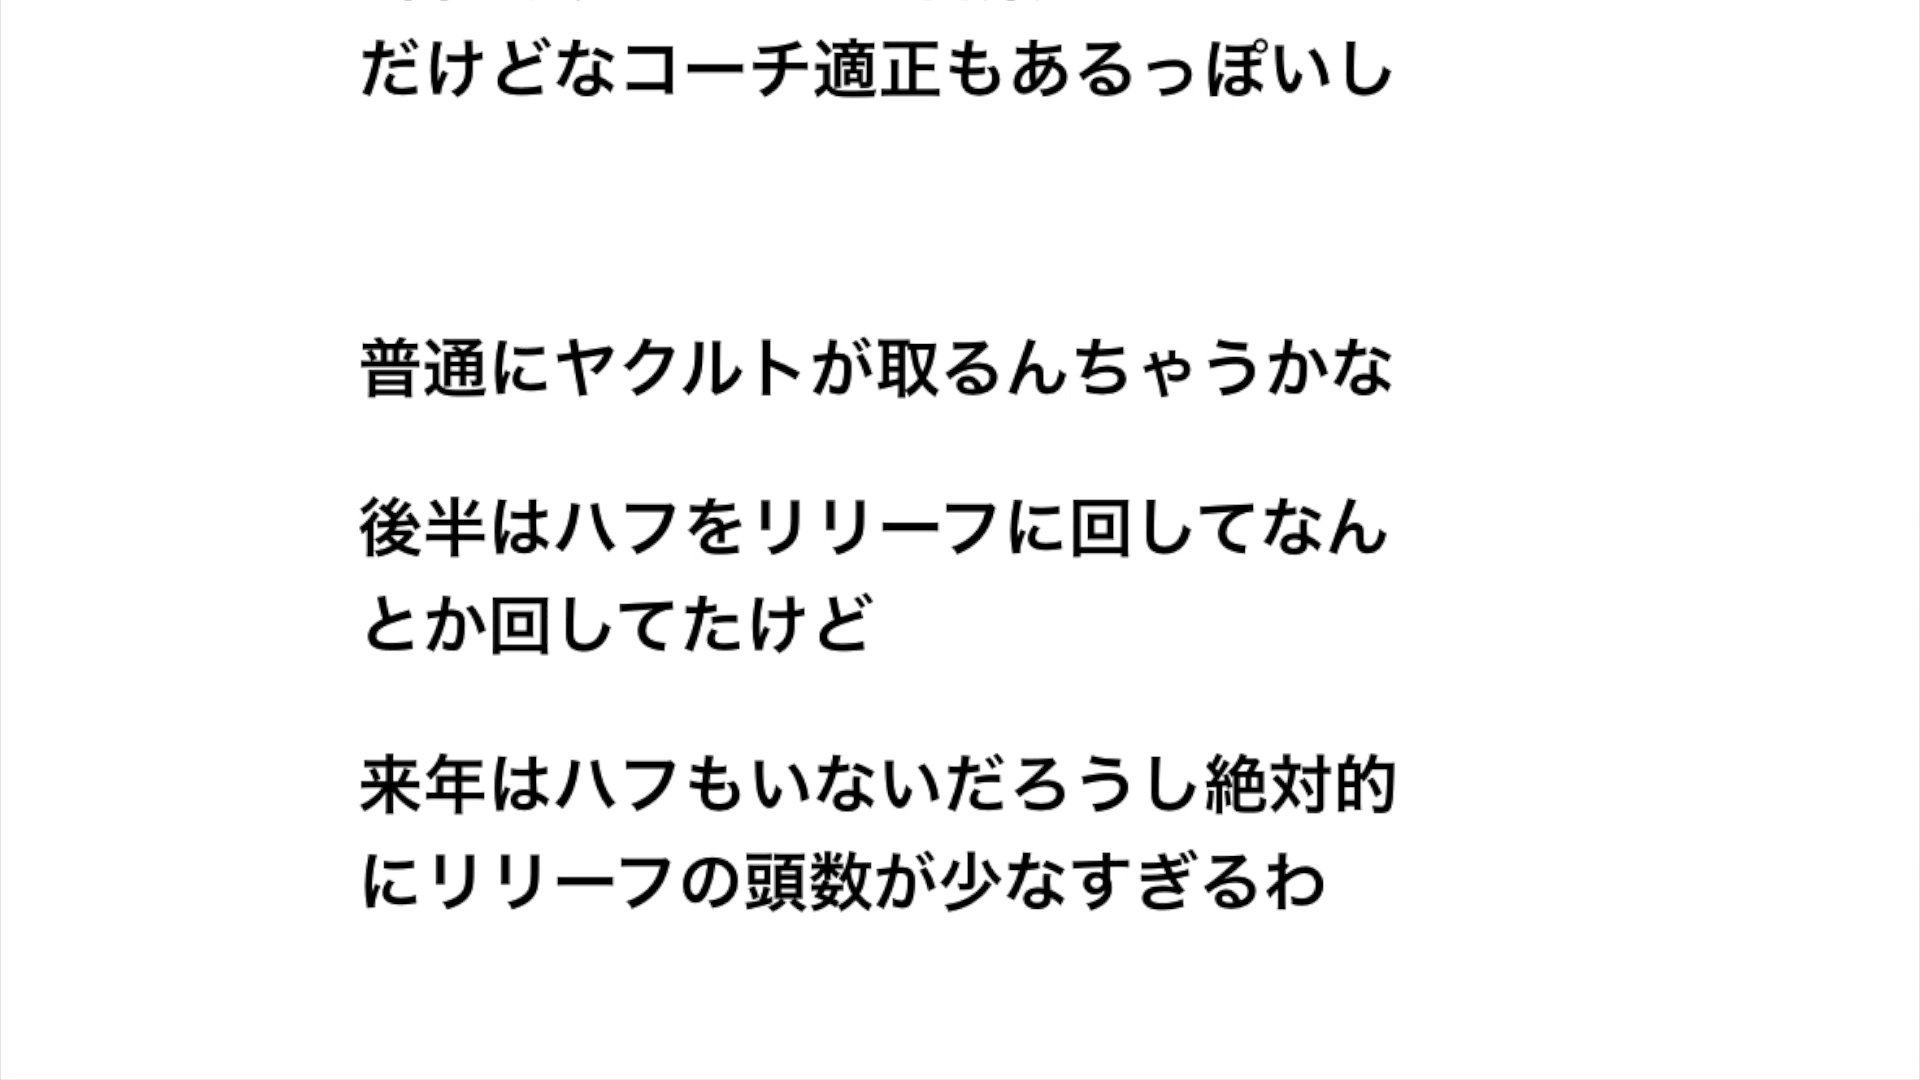 だけどなコーチ適正もあるっぽいし
普通にヤクルトが取るんちゃうかな
後半はハフをリリーフに回してなん
とか回してたけど
来年はハフもいないだろうし絶対的
にリリーフの頭数が少なすぎるわ